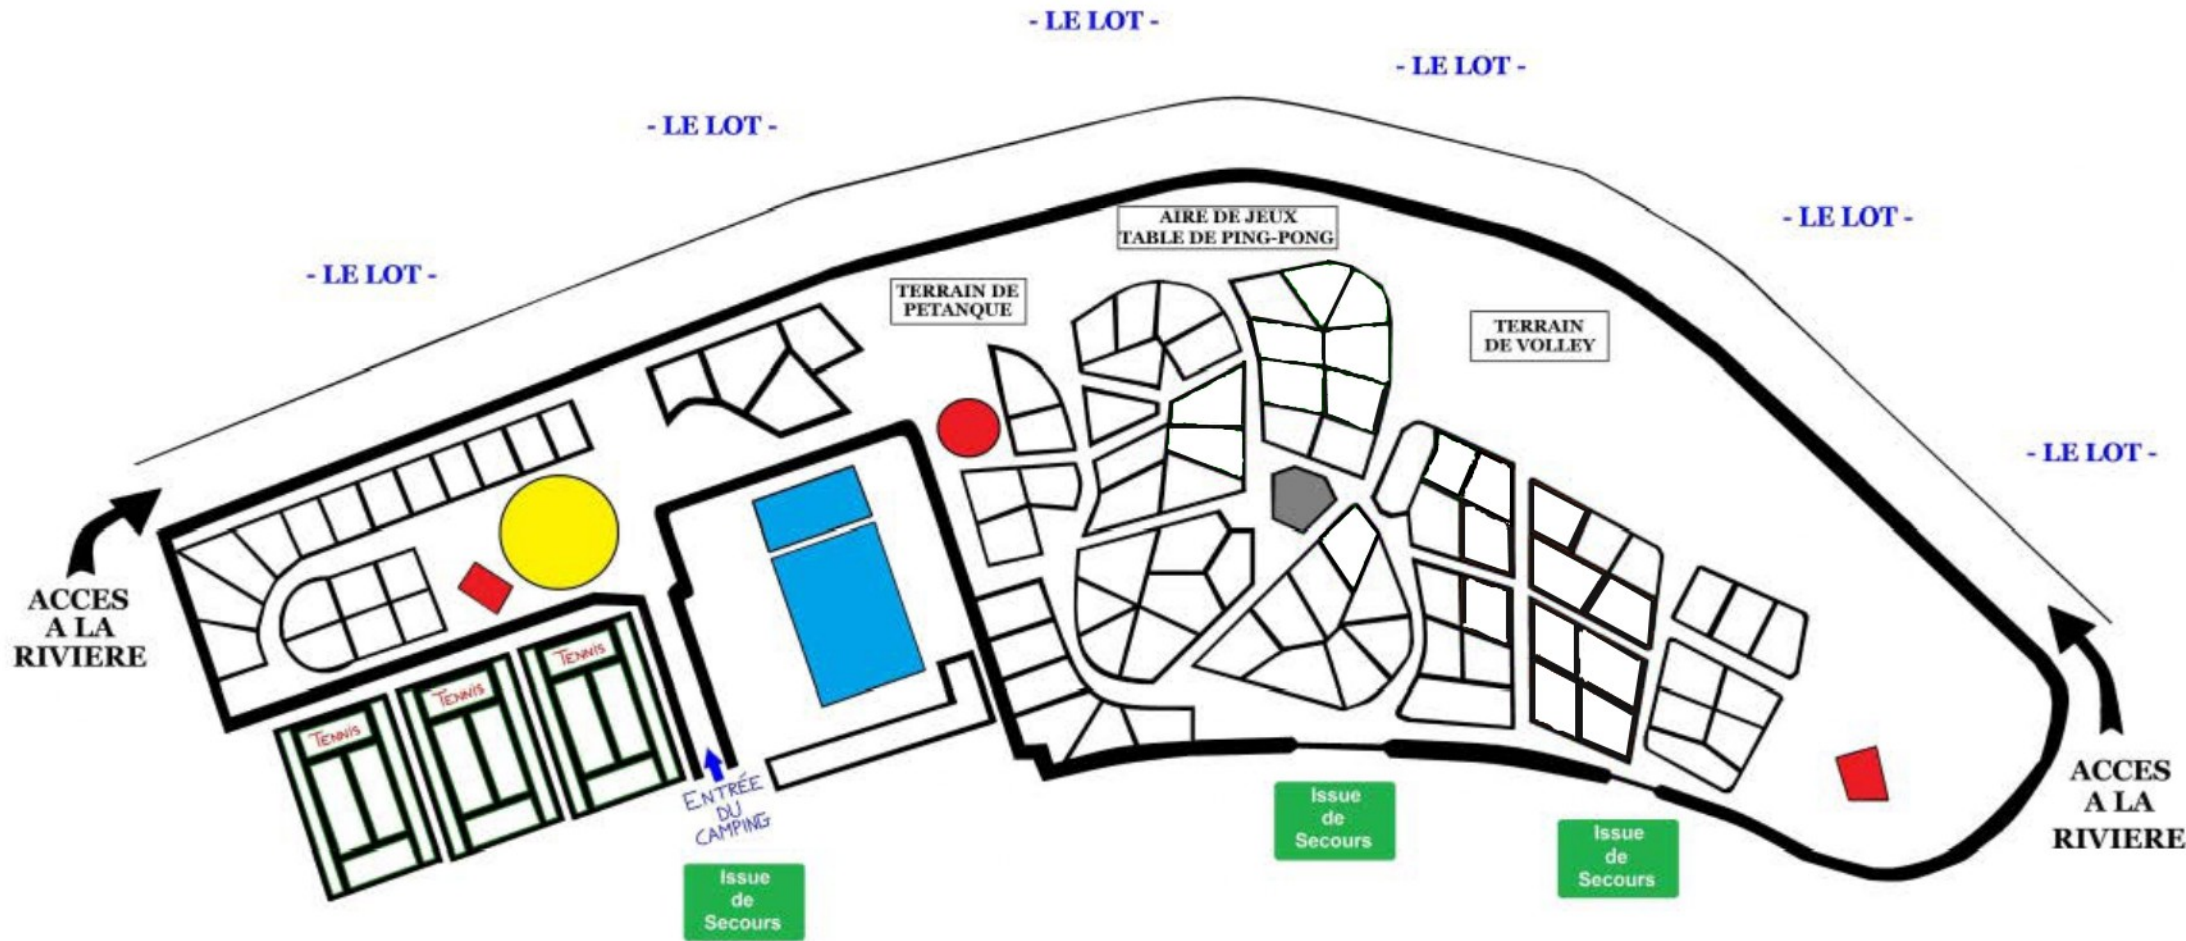 - LE LOT -
- LE LOT -
- LE LOT -
- LE LOT -
- LE LOT -
- LE LOT -
AIRE DE JEUX
TABLE DE PING-PONG
TERRAIN DE
PETANQUE
TERRAIN
DE VOLLEY
ACCES
A LA
RIVIERE
TENNIS
TENNIS
TENNIS
ENTRÉE
DU
CAMPING
Issue
de
Secours
Issue
de
Secours
Issue
de
Secours
ACCES
A LA
RIVIERE